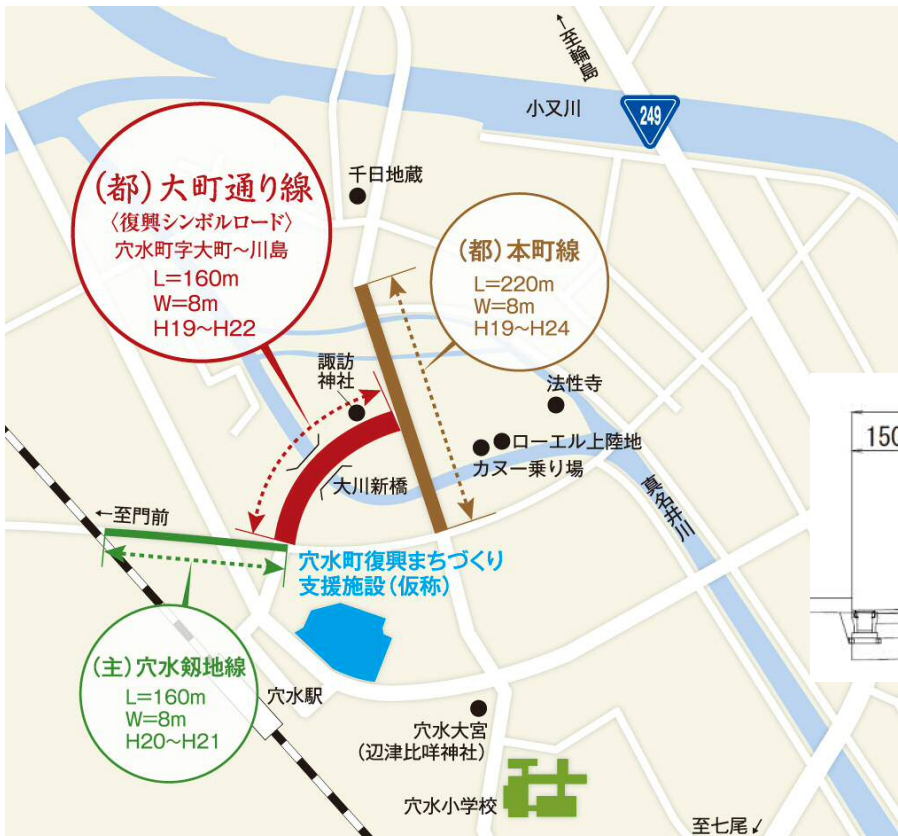 ←至輪島
小又川
249
千日地蔵
(都)大町通り線
〈復興シンボルロード〉
穴水町字大町～川島
L=160m
W=8m
H19～H22
(都)本町線
L=220m
W=8m
H19～H24
諏訪
神社
法性寺
ローエル上陸地
カヌー乗り場
大川新橋
真名井川
150
←至門前
穴水町復興まちづくり
支援施設(仮称)
(主)穴水剱地線
L=160m
W=8m
H20～H21
穴水駅
穴水大宮
(辺津比咩神社)
穴水小学校
至七尾↙